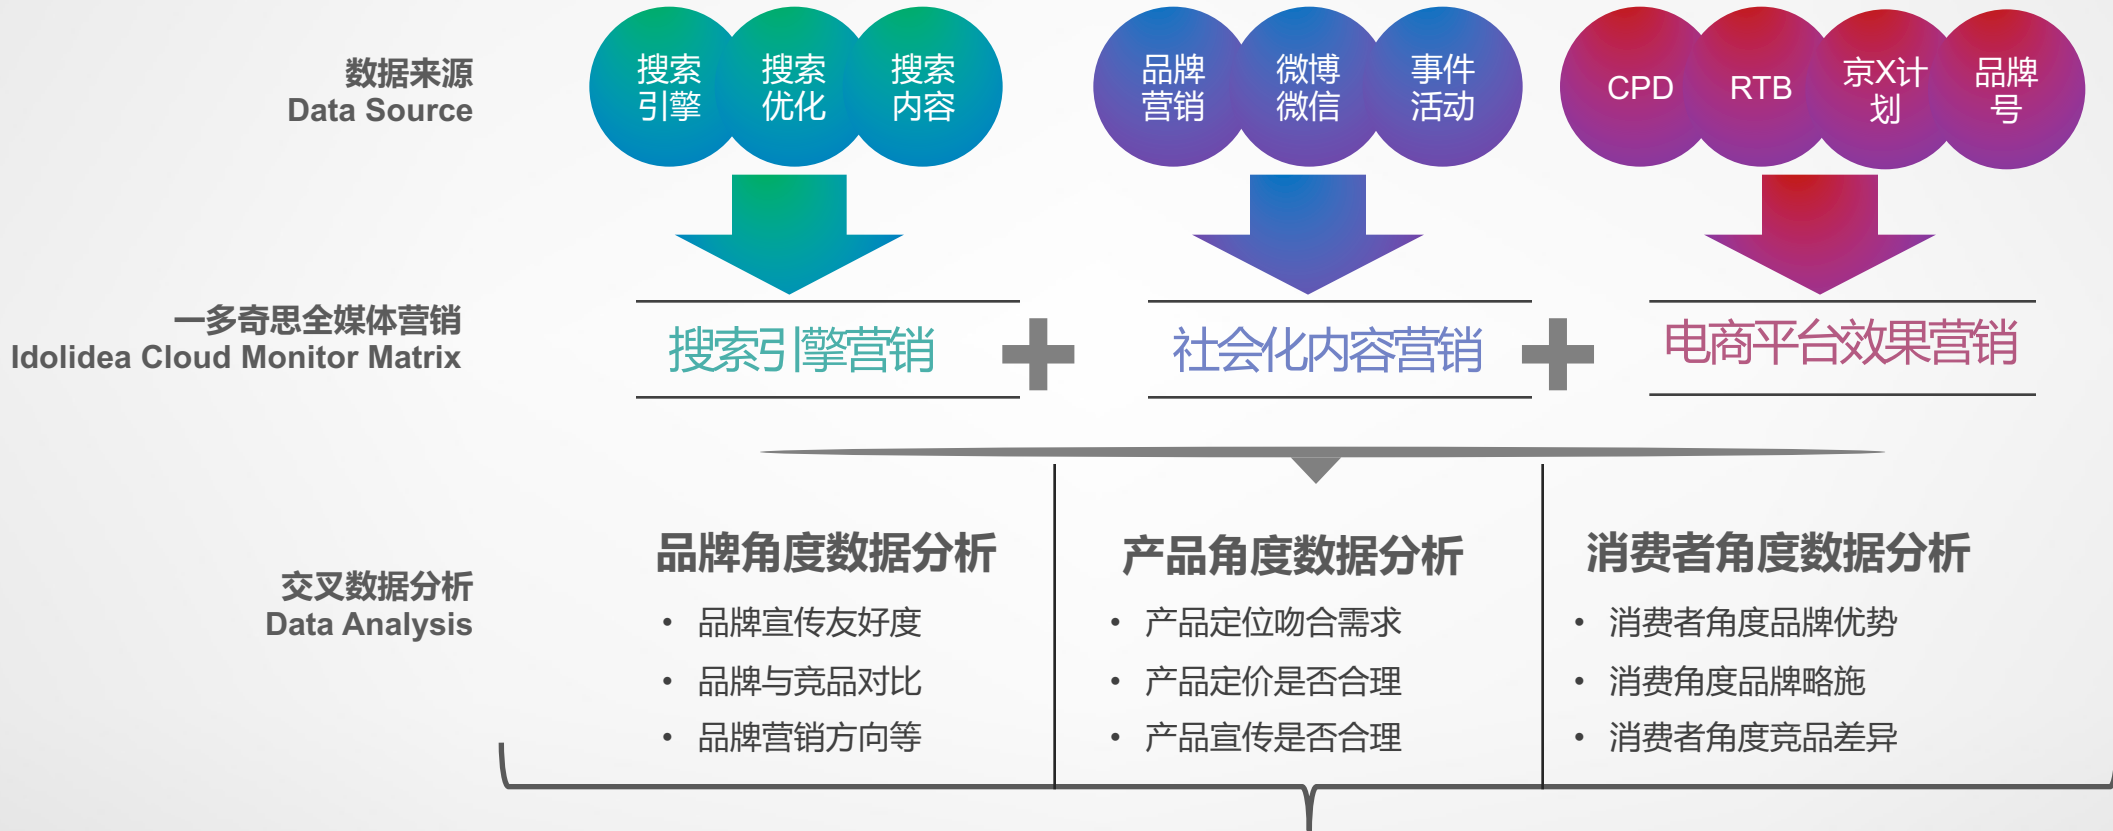 数据来源
Data Source
搜索
引擎
搜索
优化
搜索
内容
品牌
营销
微博
微信
事件
活动
CPD
RTB
京X计
划
品牌
号
一多奇思全媒体营销
Idolidea Cloud Monitor Matrix
搜索引擎营销
社会化内容营销
电商平台效果营销
交叉数据分析
Data Analysis
品牌角度数据分析
• 品牌宣传友好度
• 品牌与竞品对比
• 品牌营销方向等
产品角度数据分析
• 产品定位吻合需求
• 产品定价是否合理
• 产品宣传是否合理
消费者角度数据分析
• 消费者角度品牌优势
• 消费角度品牌略施
• 消费者角度竞品差异